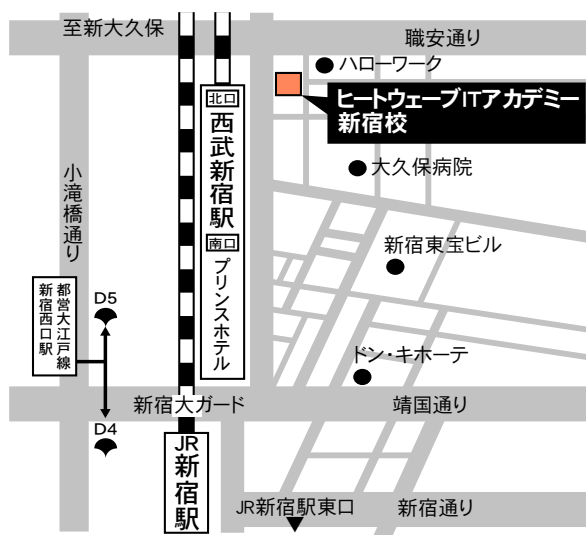 至新大久保
職安通り
ハローワーク
ヒートウェーブITアカデミー
新宿校
北口
西武新宿駅
南口
プリンスホテル
大久保病院
小滝橋通り
新宿東宝ビル
都営大江戸線
新宿西口駅
D5
ドン・キホーテ
新宿大ガード
靖国通り
D4
JR新宿駅
JR新宿駅東口
新宿通り